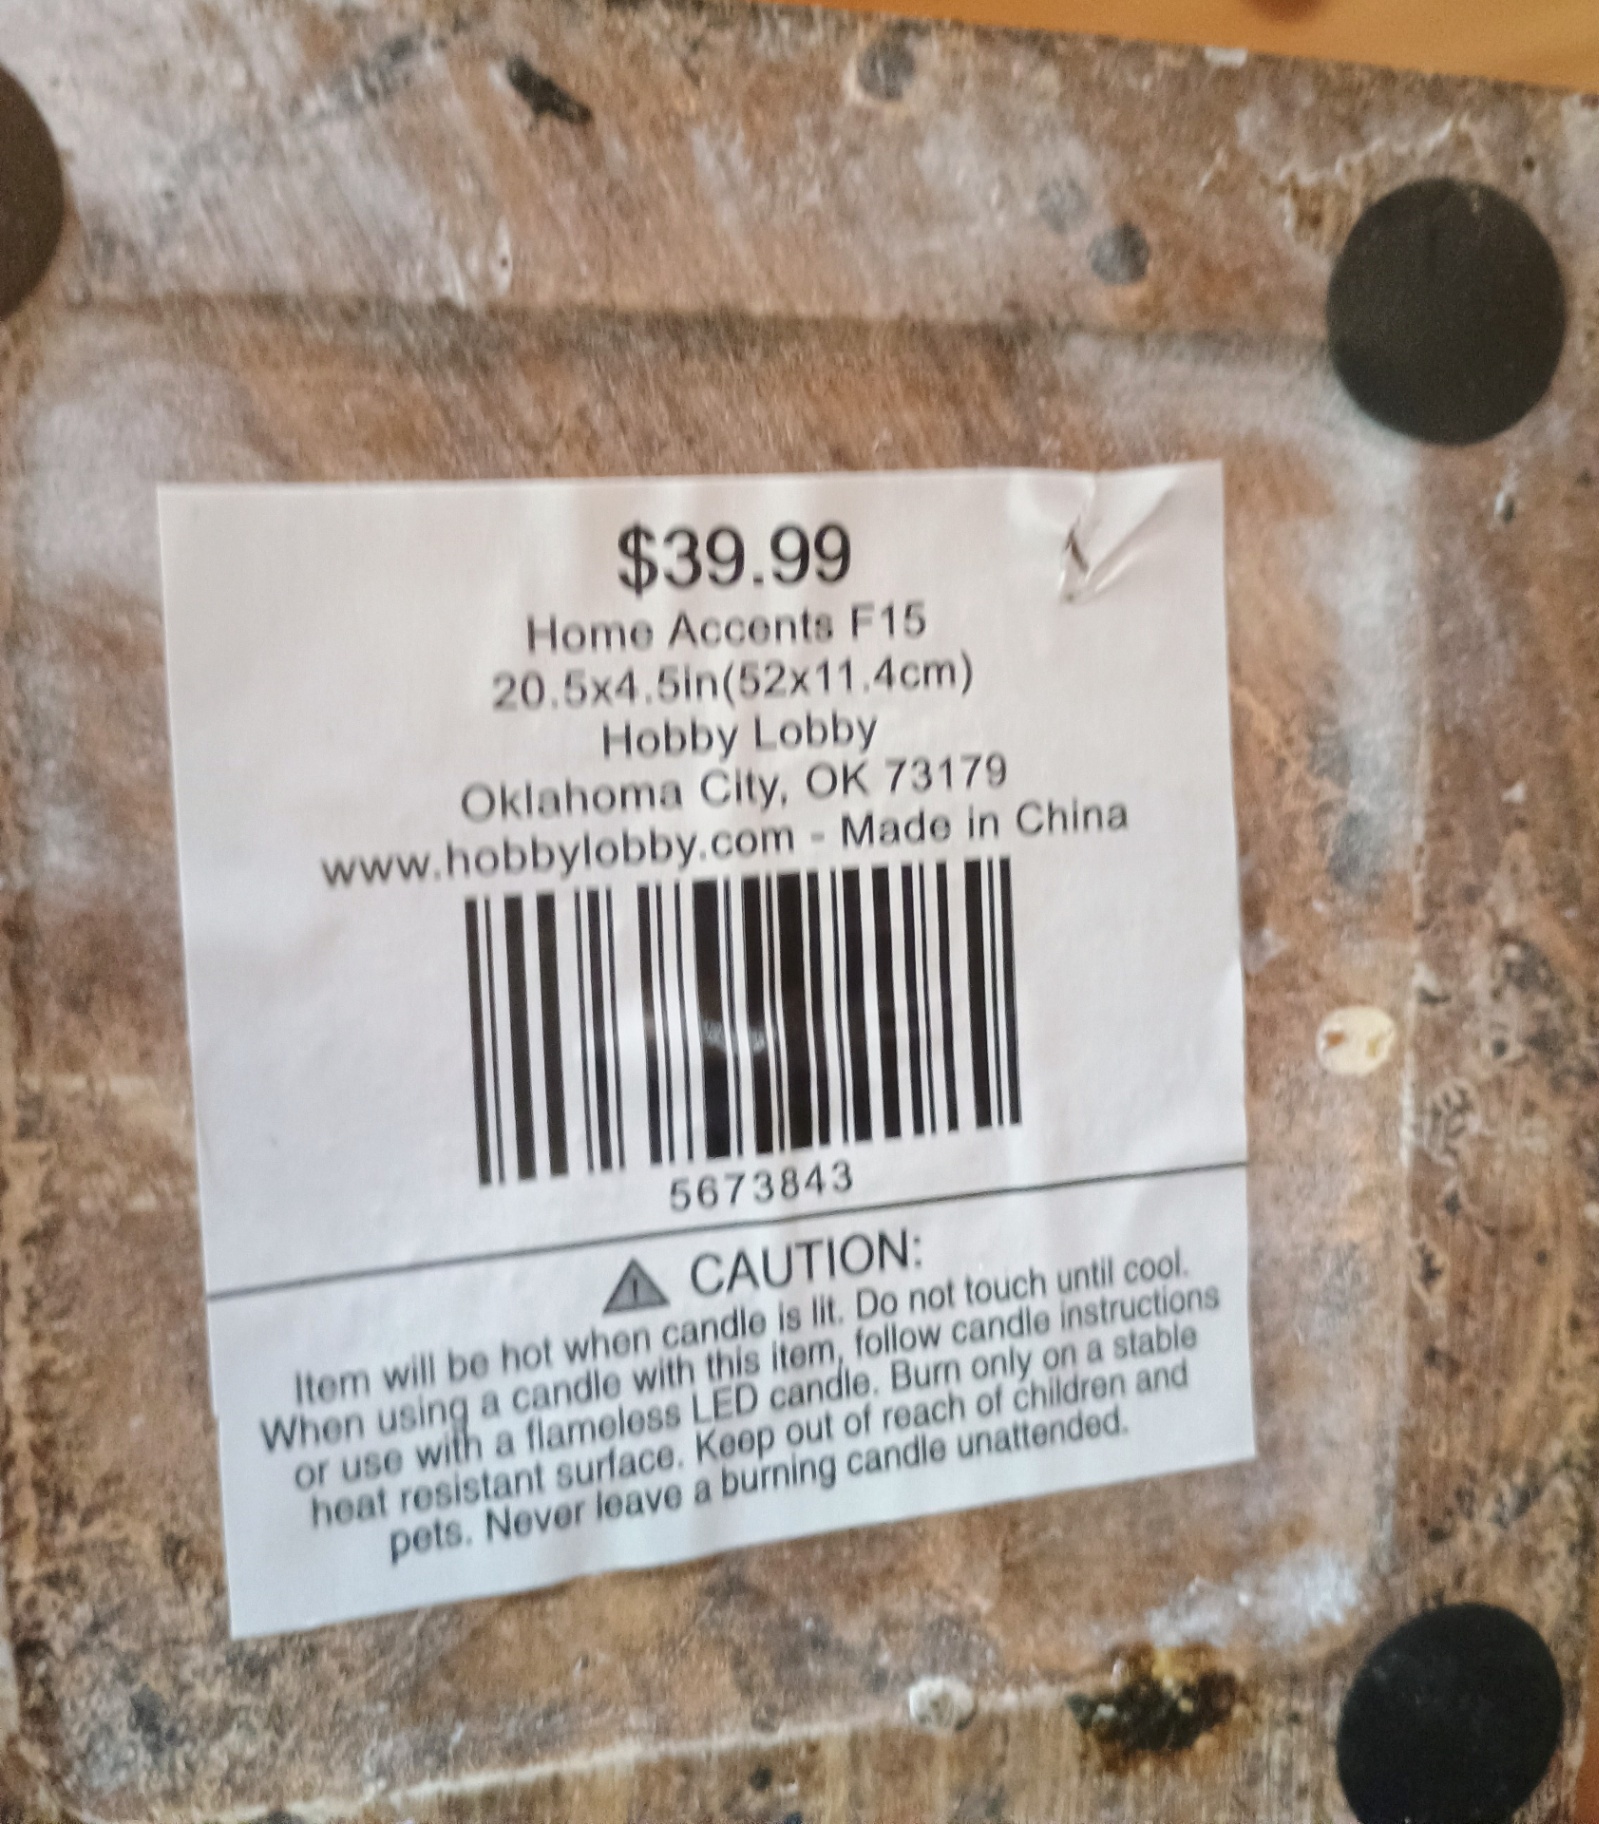 $39.99
Home Accents F15
20.5x4.5in(52x11.4cm)
Hobby Lobby
Oklahoma City, OK 73179
www.hobbylobby.com - Made in China
5673843
CAUTION:
Item will be hot when candle is lit. Do not touch until cool.
When using a candle with this item, follow candle instructions
or use with a flameless LED candle. Burn only on a stable
heat resistant surface. Keep out of reach of children and
pets. Never leave a burning candle unattended.